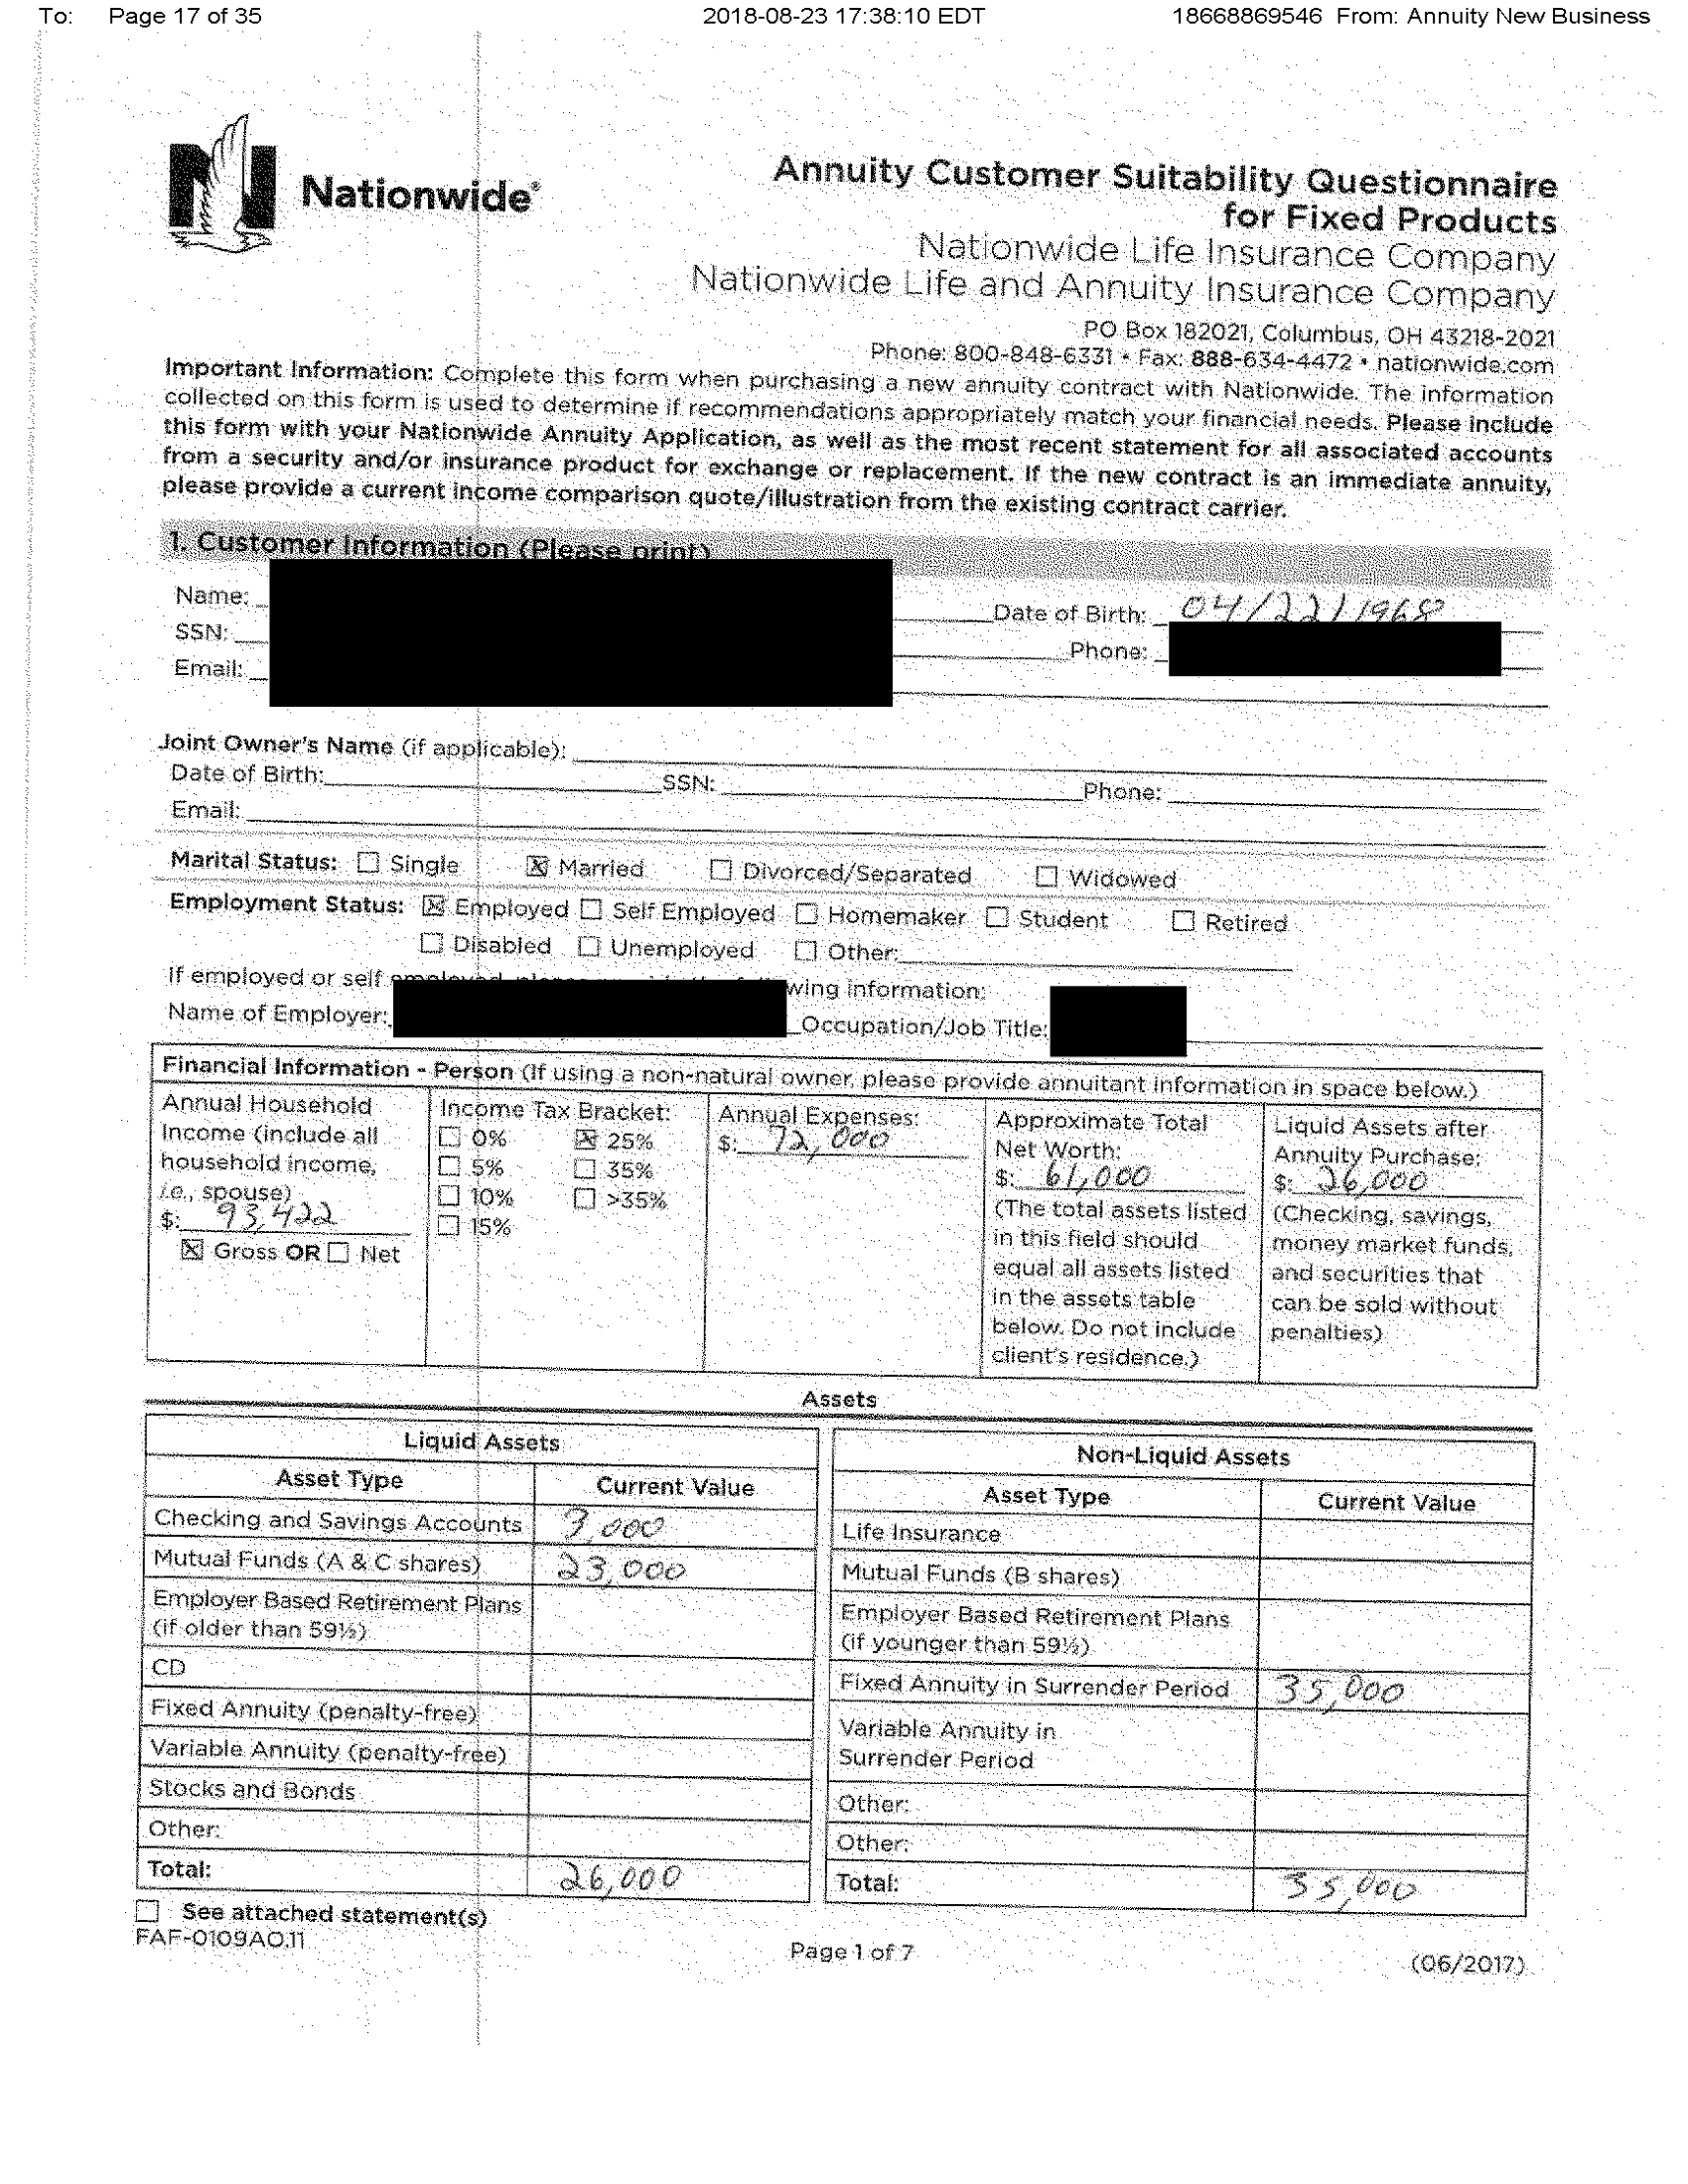 To: Page 17 of 35 2018-08-23 17:38:10 EDT 18668869546 From: Annuity New Business
Nationwide®
Annuity Customer Suitability Questionnaire
for Fixed Products
Nationwide Life Insurance Company
Nationwide Life and Annuity Insurance Company
PO Box 182021, Columbus, OH 43218-2021
Phone: 800-848-6331 • Fax: 888-634-4472 • nationwide.com
Important Information: Complete this form when purchasing a new annuity contract with Nationwide. The information
collected on this form is used to determine if recommendations appropriately match your financial needs. Please include
this form with your Nationwide Annuity Application, as well as the most recent statement for all associated accounts
from a security and/or insurance product for exchange or replacement. If the new contract is an immediate annuity,
please provide a current income comparison quote/illustration from the existing contract carrier.
1. Customer Information (Please print)
Name: Date of Birth: 04/22/1968
SSN: Phone:
Email:
Joint Owner's Name (if applicable):
Date of Birth: SSN: Phone:
Email:
Marital Status: ☐ Single ☒ Married ☐ Divorced/Separated ☐ Widowed
Employment Status: ☒ Employed ☐ Self Employed ☐ Homemaker ☐ Student ☐ Retired
☐ Disabled ☐ Unemployed ☐ Other:
If employed or self wing information:
Name of Employer: Occupation/Job Title:
Financial Information - Person (If using a non-natural owner, please provide annuitant information in space below.)
Annual Household
Income (include all
household income,
i.e., spouse)
$: 93,422
☒ Gross OR ☐ Net
Income Tax Bracket:
☐ 0% ☒ 25%
☐ 5% ☐ 35%
☐ 10% ☐ >35%
☐ 15%
Annual Expenses:
$: 72,000
Approximate Total
Net Worth:
$: 61,000
(The total assets listed
in this field should
equal all assets listed
in the assets table
below. Do not include
client's residence.)
Liquid Assets after
Annuity Purchase:
$: 26,000
(Checking, savings,
money market funds,
and securities that
can be sold without
penalties)
Assets
Liquid Assets
Asset Type Current Value
Checking and Savings Accounts 3,000
Mutual Funds (A & C shares) 23,000
Employer Based Retirement Plans
(if older than 59½)
CD
Fixed Annuity (penalty-free)
Variable Annuity (penalty-free)
Stocks and Bonds
Other:
Total: 26,000
Non-Liquid Assets
Asset Type Current Value
Life Insurance
Mutual Funds (B shares)
Employer Based Retirement Plans
(if younger than 59½)
Fixed Annuity in Surrender Period 35,000
Variable Annuity in
Surrender Period
Other:
Other:
Total: 35,000
☐ See attached statement(s)
FAF-0109AO.11
Page 1 of 7
(06/2017)